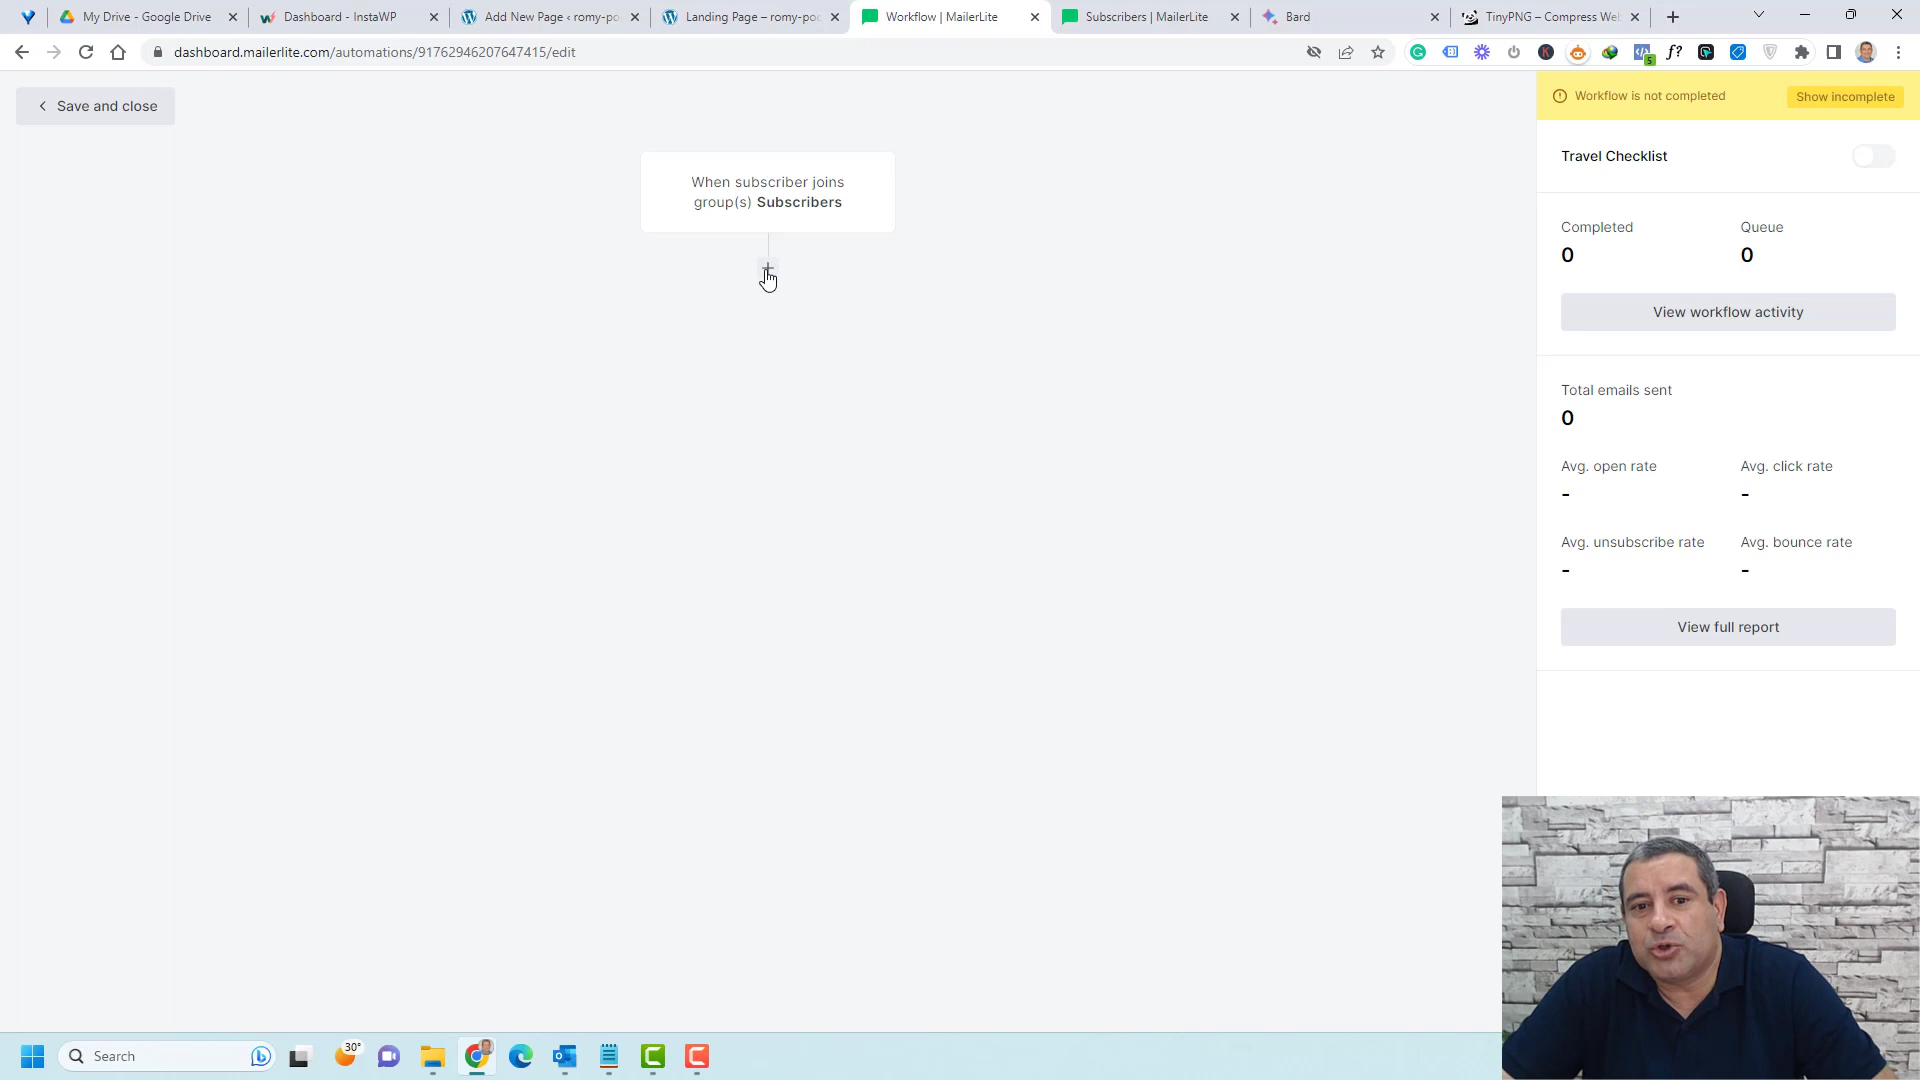 My Drive - Google Drive
Dashboard - InstaWP
Add New Page ‹ romy-po
Landing Page – romy-poc
Workflow | MailerLite
Subscribers | MailerLite
Bard
TinyPNG – Compress Web
dashboard.mailerlite.com/automations/91762946207647415/edit
5
f?
Save and close
Workflow is not completed
Show incomplete
When subscriber joins
group(s) Subscribers
Travel Checklist
Completed
Queue
0
0
View workflow activity
Total emails sent
0
Avg. open rate
Avg. click rate
-
-
Avg. unsubscribe rate
Avg. bounce rate
-
-
View full report
Search
30°